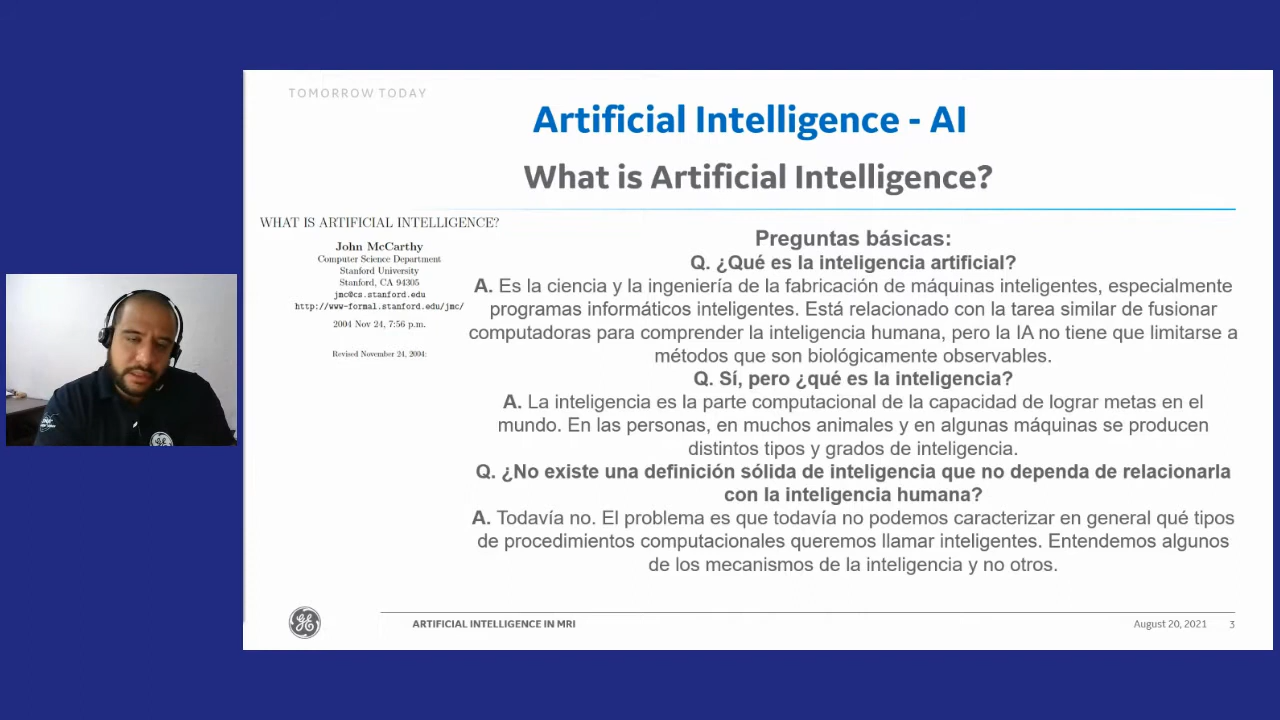 TOMORROW TODAY
Artificial Intelligence - AI
What is Artificial Intelligence?
WHAT IS ARTIFICIAL INTELLIGENCE?
John McCarthy
Computer Science Department
Stanford University
Stanford, CA 94305
jmc@cs.stanford.edu
http://www-formal.stanford.edu/jmc/
2004 Nov 24, 7:56 p.m.
Revised November 24, 2004:
Preguntas básicas:
Q. ¿Qué es la inteligencia artificial?
A. Es la ciencia y la ingeniería de la fabricación de máquinas inteligentes, especialmente
programas informáticos inteligentes. Está relacionado con la tarea similar de fusionar
computadoras para comprender la inteligencia humana, pero la IA no tiene que limitarse a
métodos que son biológicamente observables.
Q. Sí, pero ¿qué es la inteligencia?
A. La inteligencia es la parte computacional de la capacidad de lograr metas en el
mundo. En las personas, en muchos animales y en algunas máquinas se producen
distintos tipos y grados de inteligencia.
Q. ¿No existe una definición sólida de inteligencia que no dependa de relacionarla
con la inteligencia humana?
A. Todavía no. El problema es que todavía no podemos caracterizar en general qué tipos
de procedimientos computacionales queremos llamar inteligentes. Entendemos algunos
de los mecanismos de la inteligencia y no otros.
ARTIFICIAL INTELLIGENCE IN MRI
August 20, 2021
3